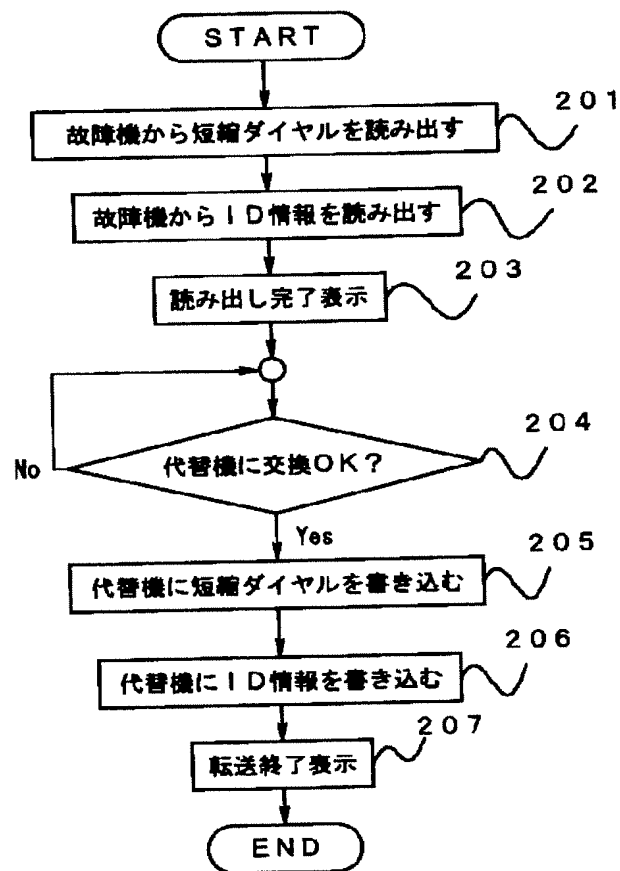 START
故障機から短縮ダイヤルを読み出す
201
故障機からID情報を読み出す
202
読み出し完了表示
203
代替機に交換OK?
204
No
Yes
代替機に短縮ダイヤルを書き込む
205
代替機にID情報を書き込む
206
転送終了表示
207
END